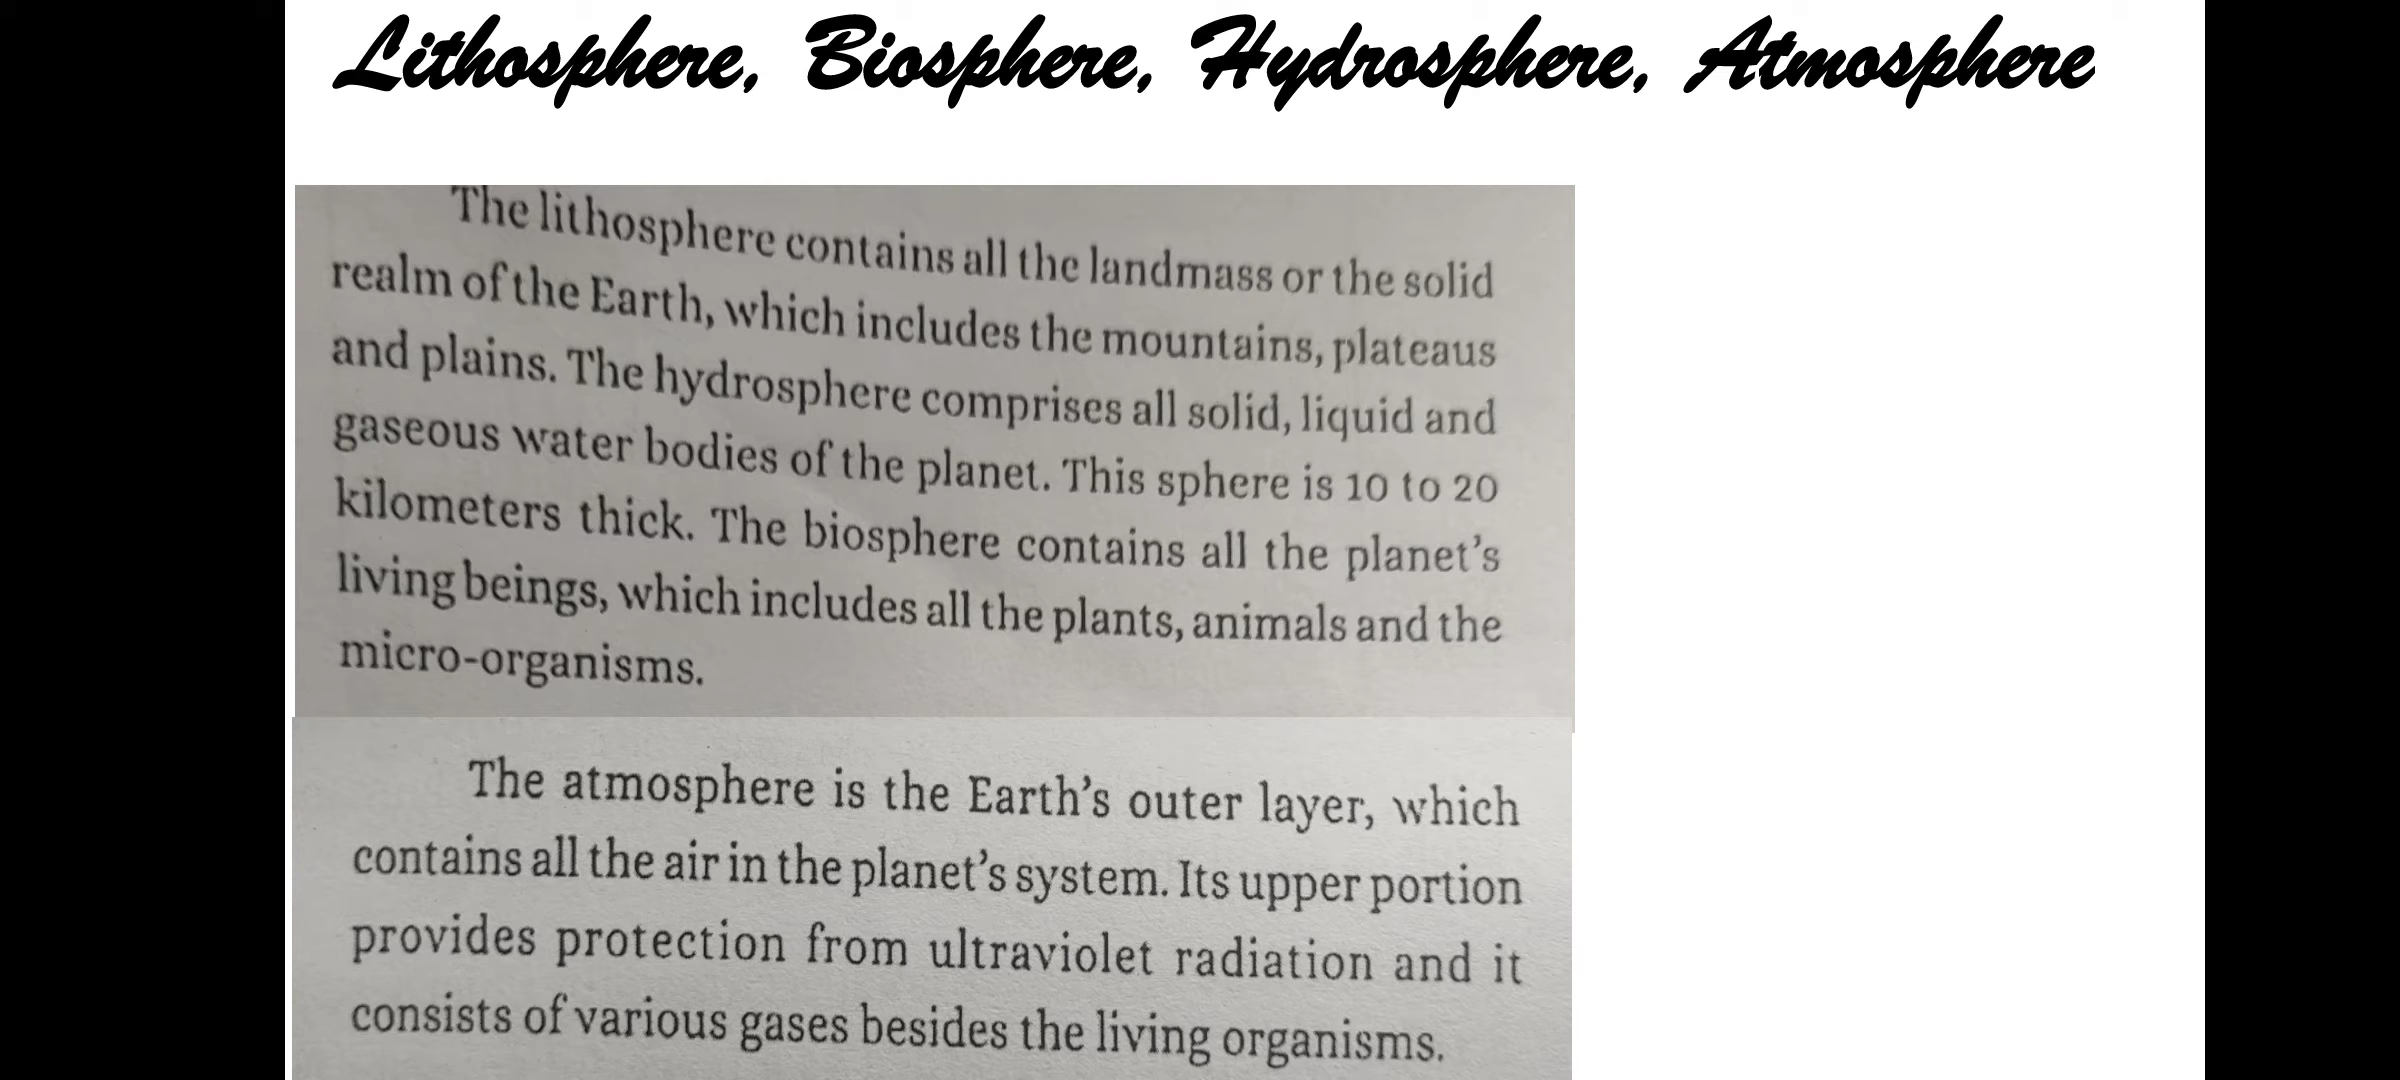 Lithosphere, Biosphere, Hydrosphere, Atmosphere
The lithosphere contains all the landmass or the solid
realm of the Earth, which includes the mountains, plateaus
and plains. The hydrosphere comprises all solid, liquid and
gaseous water bodies of the planet. This sphere is 10 to 20
kilometers thick. The biosphere contains all the planet's
living beings, which includes all the plants, animals and the
micro-organisms.
The atmosphere is the Earth's outer layer, which
contains all the air in the planet's system. Its upper portion
provides protection from ultraviolet radiation and it
consists of various gases besides the living organisms.